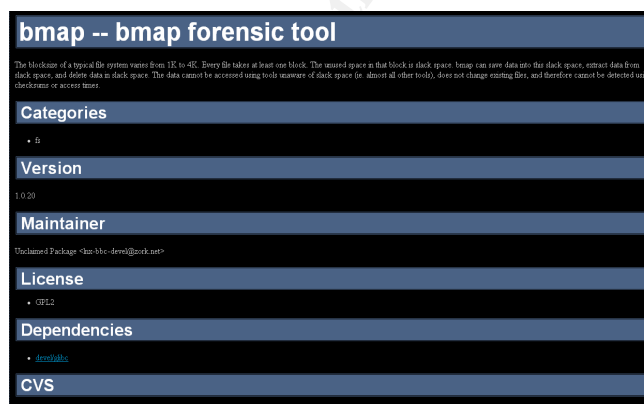 bmap -- bmap forensic tool
The blocksize of a typical file system varies from 1K to 4K. Every file takes at least one block. The unused space in that block is slack space. bmap can save data into this slack space, extract data from
slack space, and delete data in slack space. The data cannot be accessed using tools unaware of slack space (ie. almost all other tools), does not change existing files, and therefore cannot be detected usi
checksums or access times.
Categories
• fs
Version
1.0.20
Maintainer
Unclaimed Package <lnx-bbc-devel@zork.net>
License
• GPL2
Dependencies
• devel/glibc
CVS